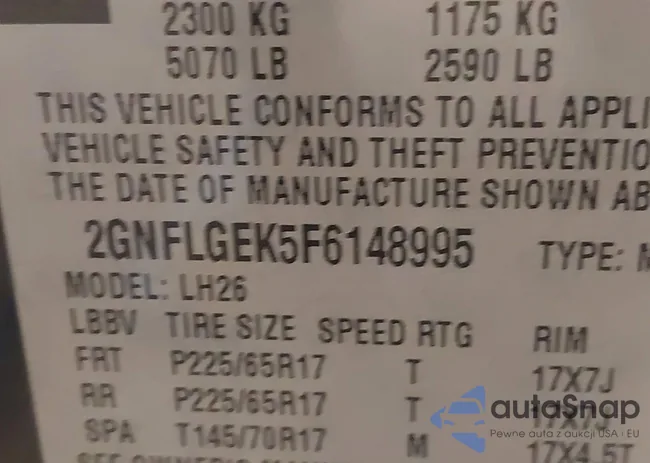 2300 KG 1175 KG
5070 LB 2590 LB
THIS VEHICLE CONFORMS TO ALL APPLI
VEHICLE SAFETY AND THEFT PREVENTIO
THE DATE OF MANUFACTURE SHOWN AB
2GNFLGEK5F6148995 TYPE: M
MODEL: LH26
LBBV TIRE SIZE SPEED RTG RIM
FRT P225/65R17 T 17X7J
RR P225/65R17 T 17X7J
SPA T145/70R17 M 17X4.5T
autoSnap
Pewne auta z aukcji USA i EU